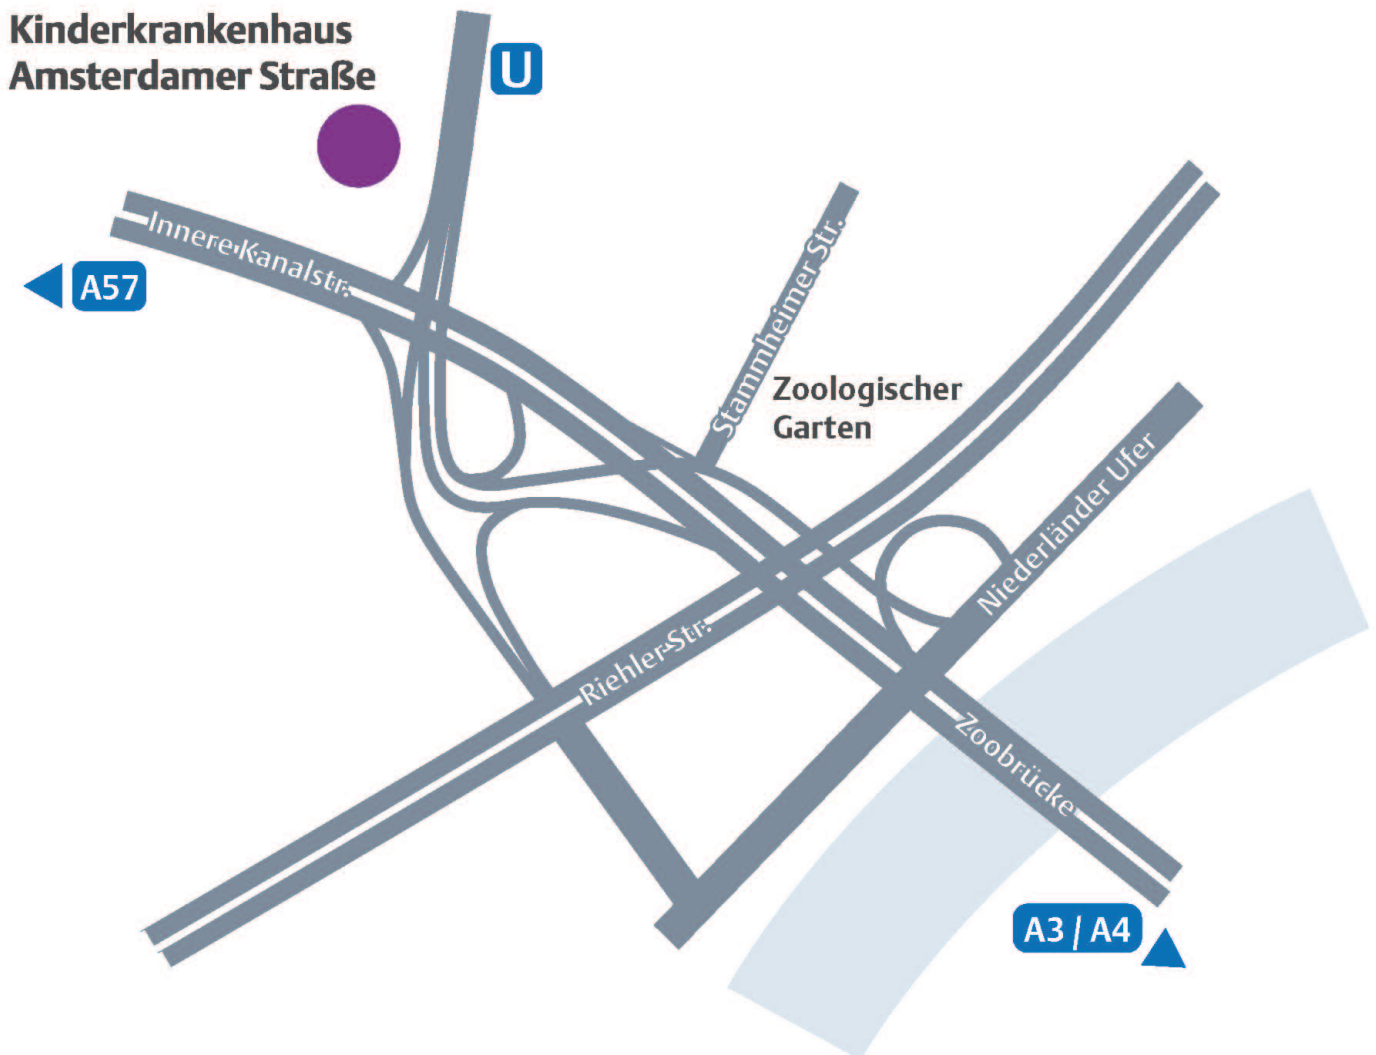 Kinderkrankenhaus
Amsterdamer Straße
U
Innere Kanalstr.
A57
Stammheimer Str.
Zoologischer
Garten
Niederländer Ufer
Riehler Str.
Zoobrücke
A3 / A4